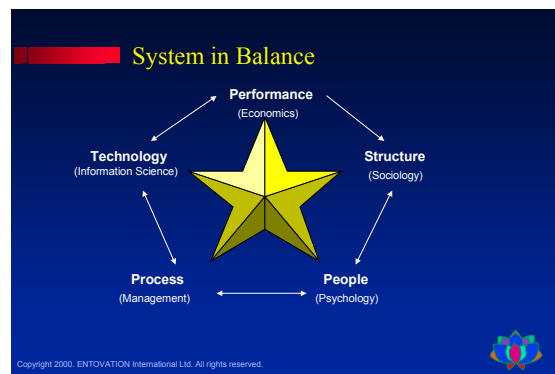 System in Balance
Performance
(Economics)
Technology
(Information Science)
Structure
(Sociology)
Process
(Management)
People
(Psychology)
Copyright 2000. ENTOVATION International Ltd. All rights reserved.